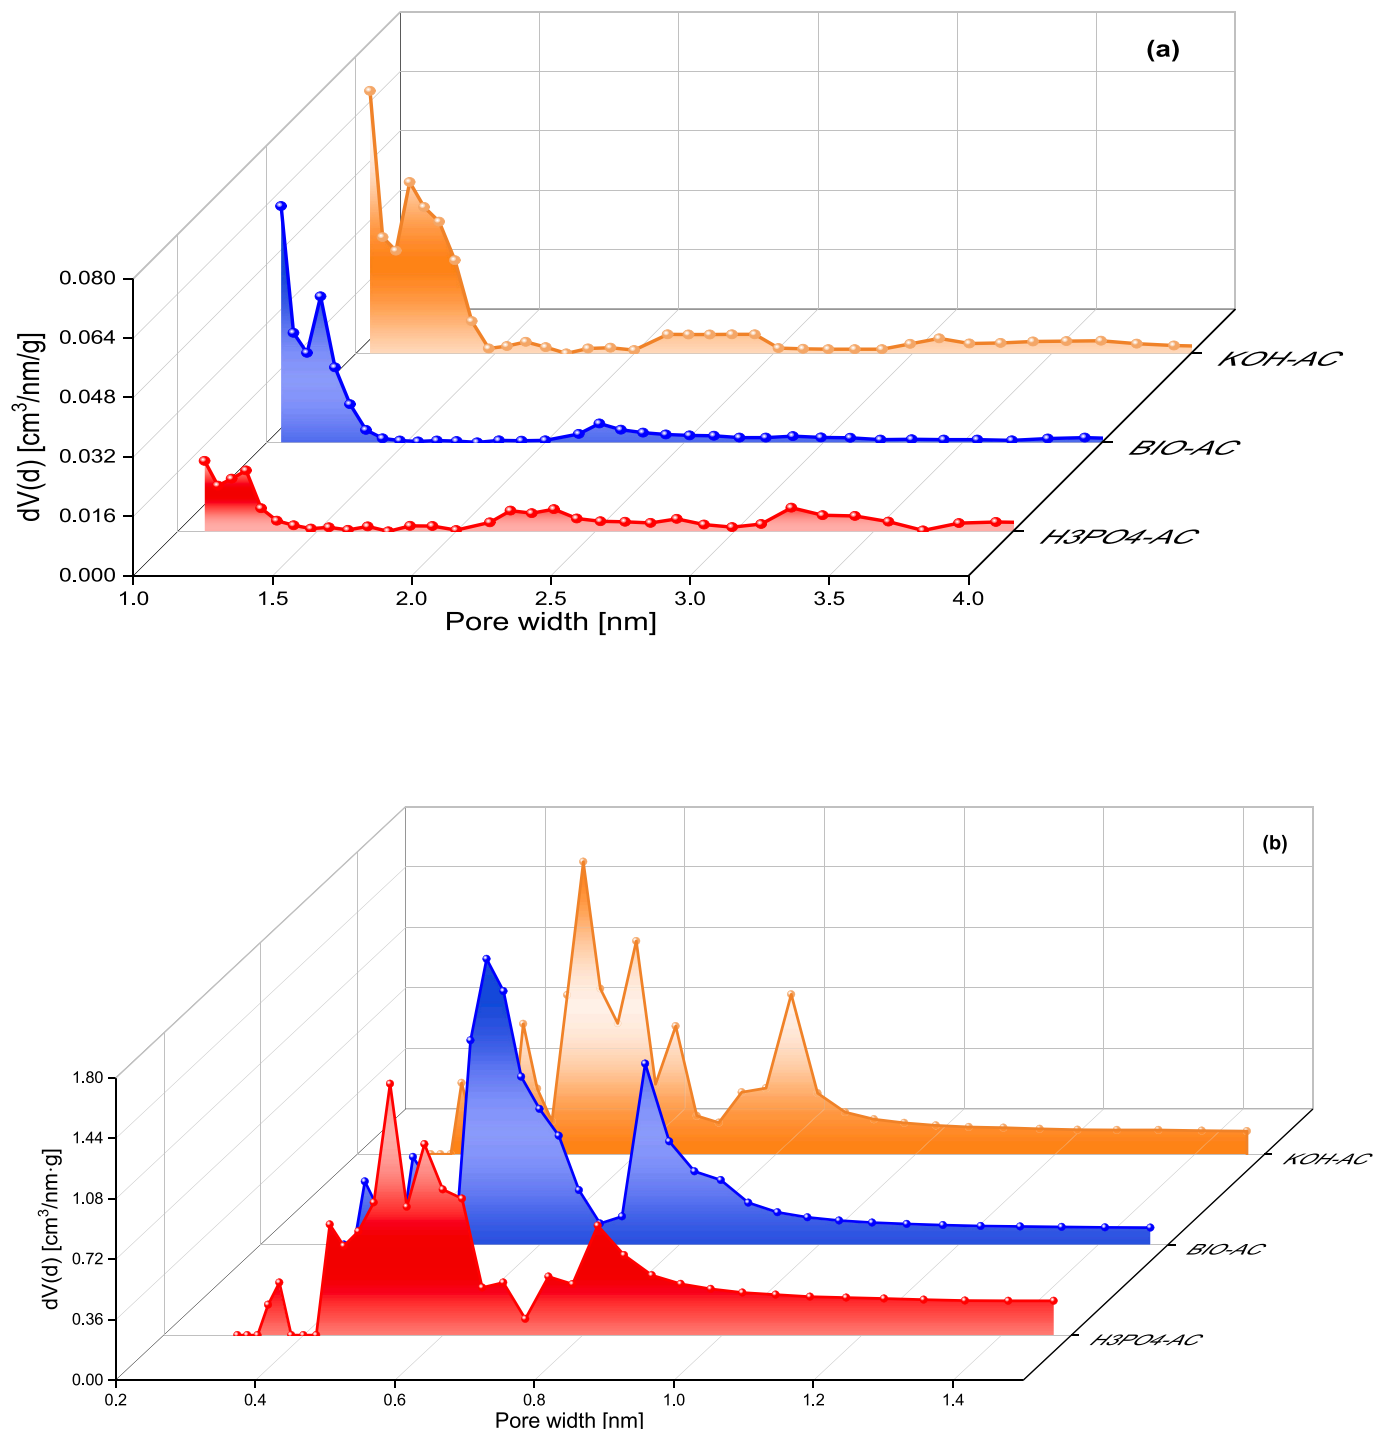 (a)
0.080
0.064
0.048
0.032
0.016
0.000
dV(d) [cm³/nm/g]
KOH-AC
BIO-AC
H3PO4-AC
1.0 1.5 2.0 2.5 3.0 3.5 4.0
Pore width [nm]
(b)
1.80
1.44
1.08
0.72
0.36
0.00
dV(d) [cm³/nm·g]
KOH-AC
BIO-AC
H3PO4-AC
0.2 0.4 0.6 0.8 1.0 1.2 1.4
Pore width [nm]